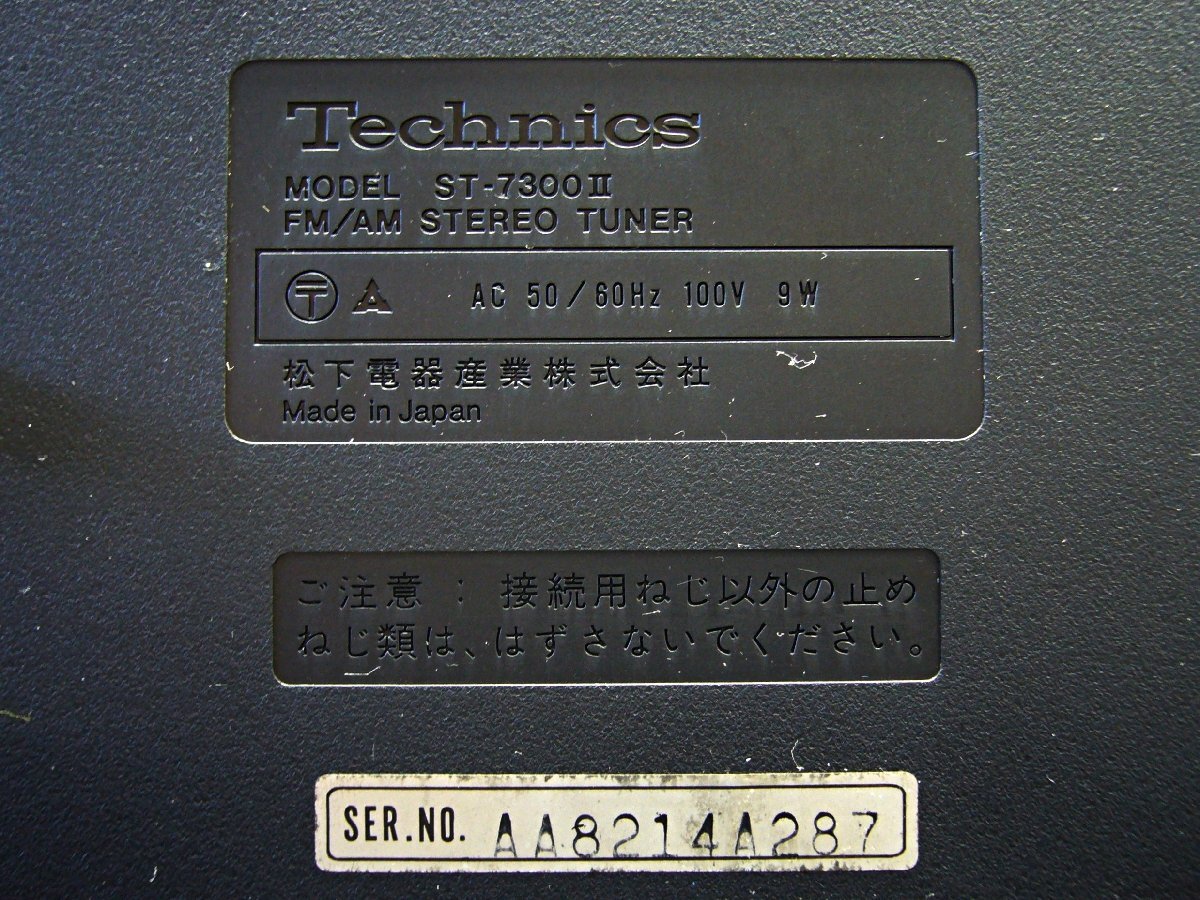 Technics
MODEL ST-7300II
FM/AM STEREO TUNER
〒 A AC 50/60Hz 100V 9W
松下電器産業株式会社
Made in Japan
ご注意：接続用ねじ以外の止め
ねじ類は、はずさないでください。
SER.NO. AA8214A287